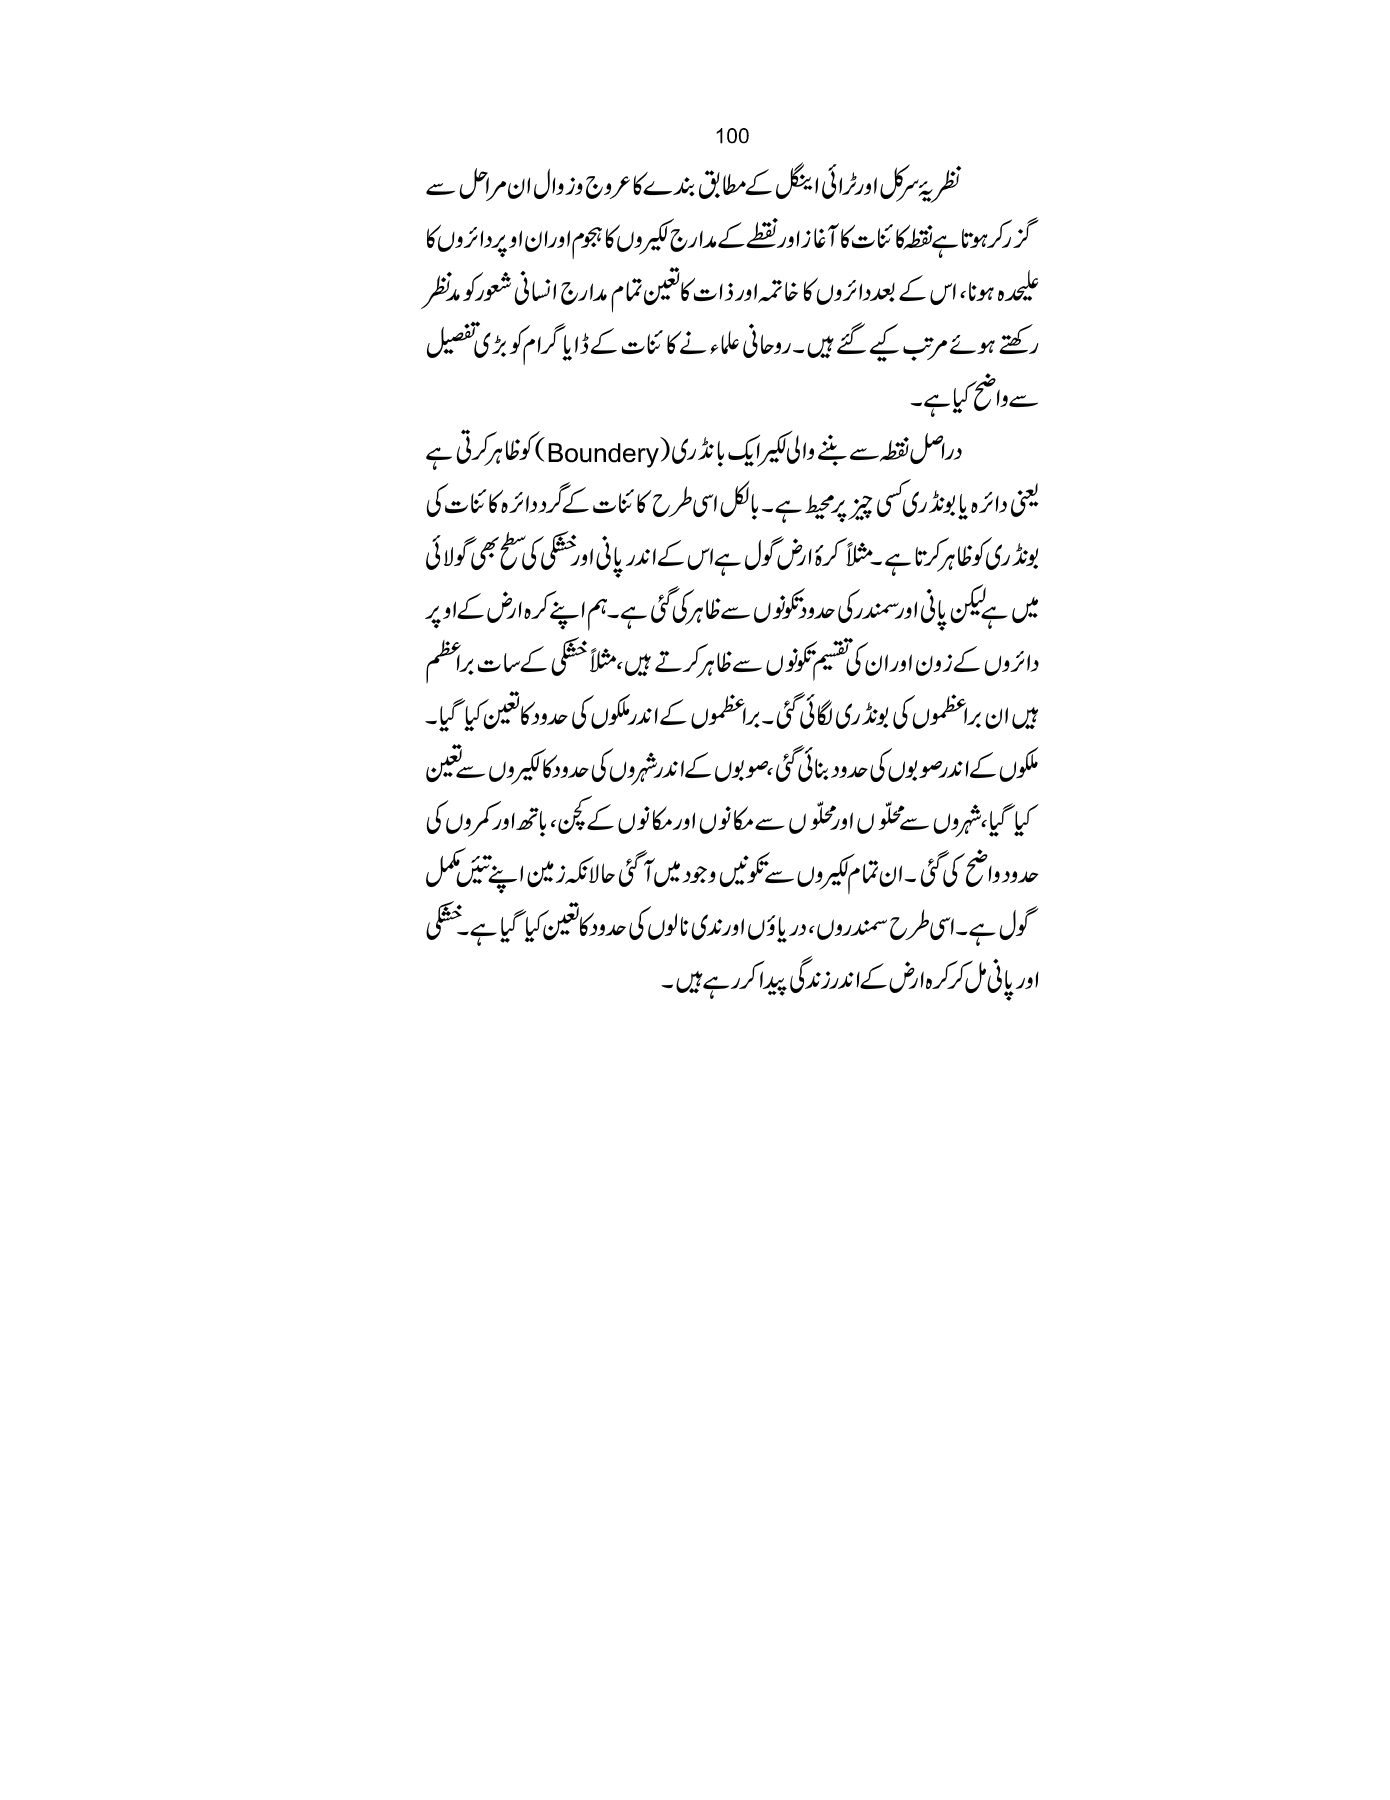 100
نظریۂ سرکل اور ٹرائی اینگل کے مطابق بندے کا عروج و زوال ان مراحل سے
گزر کر ہوتا ہے نقطہ کائنات کا آغاز اور نقطے کے مدارج لکیروں کا ہجوم اور ان اوپر دائروں کا
علیحدہ ہونا، اس کے بعد دائروں کا خاتمہ اور ذات کا تعین تمام مدارج انسانی شعور کو مدنظر
رکھتے ہوئے مرتب کیے گئے ہیں۔ روحانی علماء نے کائنات کے ڈایا گرام کو بڑی تفصیل
سے واضح کیا ہے۔
دراصل نقطہ سے بننے والی لکیر ایک بانڈری (Boundery) کو ظاہر کرتی ہے
یعنی دائرہ یا بونڈری کسی چیز پر محیط ہے۔ بالکل اسی طرح کائنات کے گرد دائرہ کائنات کی
بونڈری کو ظاہر کرتا ہے۔ مثلاً کرۂ ارض گول ہے اس کے اندر پانی اور خشکی کی سطح بھی گولائی
میں ہے لیکن پانی اور سمندر کی حدود تکونوں سے ظاہر کی گئی ہے۔ ہم اپنے کرہ ارض کے اوپر
دائروں کے زون اور ان کی تقسیم تکونوں سے ظاہر کرتے ہیں، مثلاً خشکی کے سات براعظم
ہیں ان براعظموں کی بونڈری لگائی گئی۔ براعظموں کے اندر ملکوں کی حدود کا تعین کیا گیا۔
ملکوں کے اندر صوبوں کی حدود بنائی گئی، صوبوں کے اندر شہروں کی حدود کا لکیروں سے تعین
کیا گیا، شہروں سے محلّوں اور محلّوں سے مکانوں اور مکانوں کے کچن، باتھ اور کمروں کی
حدود واضح کی گئی۔ ان تمام لکیروں سے تکونیں وجود میں آ گئی حالانکہ زمین اپنے تئیں مکمل
گول ہے۔ اسی طرح سمندروں، دریاؤں اور ندی نالوں کی حدود کا تعین کیا گیا ہے۔ خشکی
اور پانی مل کر کرہ ارض کے اندر زندگی پیدا کر رہے ہیں۔